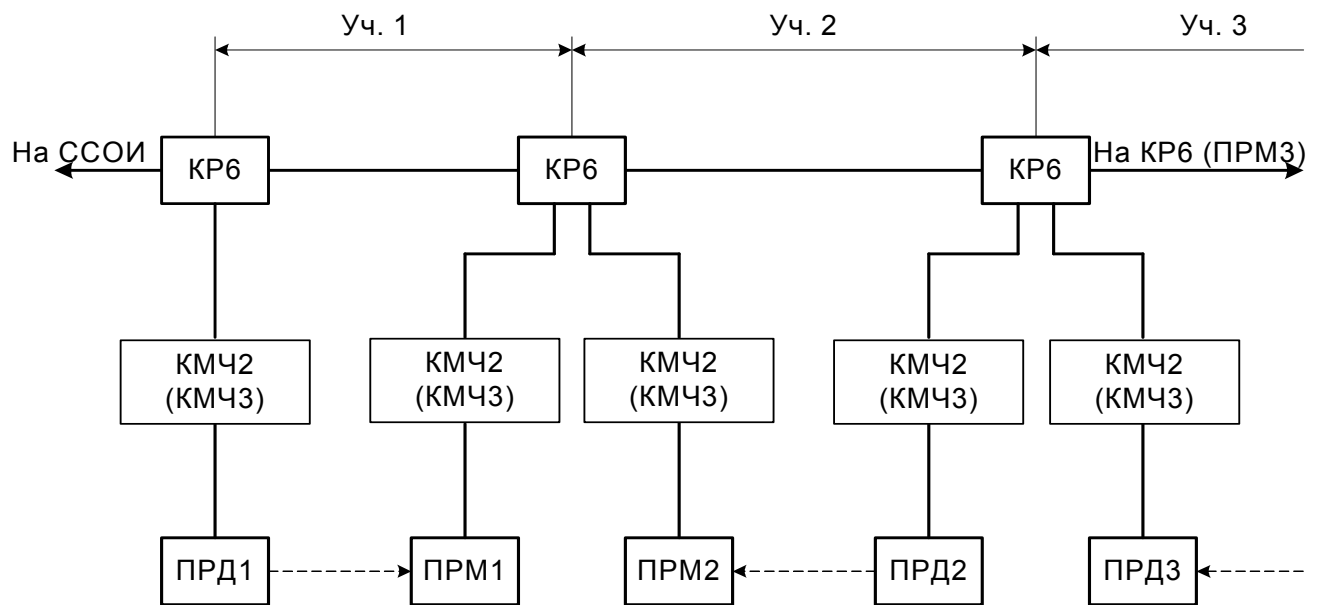 Уч. 1
Уч. 2
Уч. 3
На ССОИ
КР6
КР6
КР6
На КР6 (ПРМ3)
КМЧ2
(КМЧ3)
КМЧ2
(КМЧ3)
КМЧ2
(КМЧ3)
КМЧ2
(КМЧ3)
КМЧ2
(КМЧ3)
ПРД1
ПРМ1
ПРМ2
ПРД2
ПРД3